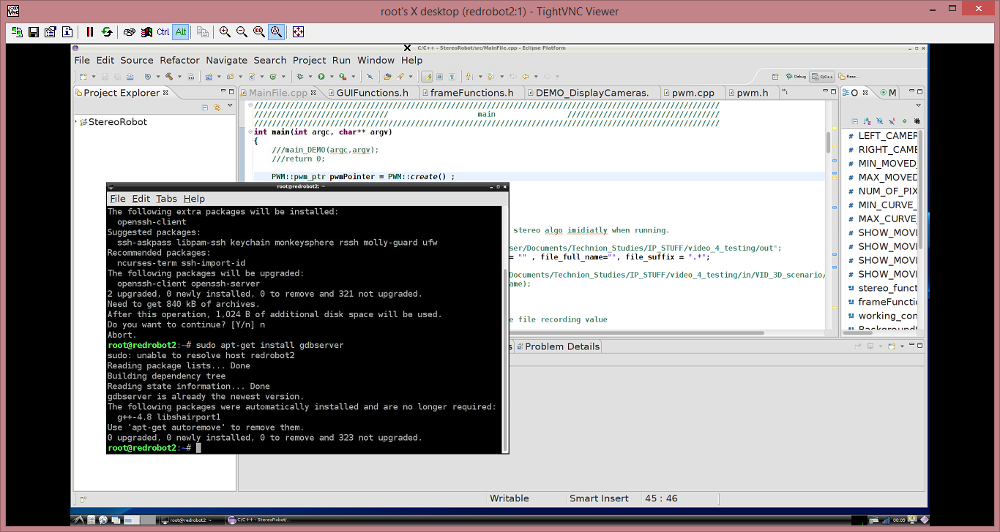 root's X desktop (redrobot2:1) - TightVNC Viewer
Ctrl Alt
C/C++ - StereoRobot/src/MainFile.cpp - Eclipse Platform
File Edit Source Refactor Navigate Search Project Run Window Help
Debug C/C++ Reso...
Project Explorer
MainFile.cpp GUIFunctions.h frameFunctions.h DEMO_DisplayCameras. pwm.cpp pwm.h »1 O M
StereoRobot
main
int main(int argc, char** argv)
{
///main_DEMO(argc,argv);
///return 0;
PWM::pwm_ptr pwmPointer = PWM::create() ;
stereo algo imidiatly when running.
ser/Documents/Technion_Studies/IP_STUFF/video_4_testing/out";
= "" , file_full_name="", file_suffix = ".*";
Documents/Technion_Studies/IP_STUFF/video_4_testing/in/VID_3D_scenario/
ame);
e file recording value
# LEFT_CAMER
# RIGHT_CAME
# MIN_MOVED
# MAX_MOVED
# NUM_OF_PIX
# MIN_CURVE_
# MAX_CURVE_
# SHOW_MOVI
# SHOW_MOVI
# SHOW_MOVI
# SHOW_MOVI
stereo_funct
frameFunctio
working_con
s Problem Details
root@redrobot2: ~
File Edit Tabs Help
The following extra packages will be installed:
openssh-client
Suggested packages:
ssh-askpass libpam-ssh keychain monkeysphere rssh molly-guard ufw
Recommended packages:
ncurses-term ssh-import-id
The following packages will be upgraded:
openssh-client openssh-server
2 upgraded, 0 newly installed, 0 to remove and 321 not upgraded.
Need to get 840 kB of archives.
After this operation, 1,024 B of additional disk space will be used.
Do you want to continue? [Y/n] n
Abort.
root@redrobot2:~# sudo apt-get install gdbserver
sudo: unable to resolve host redrobot2
Reading package lists... Done
Building dependency tree
Reading state information... Done
gdbserver is already the newest version.
The following packages were automatically installed and are no longer required:
g++-4.8 libshairport1
Use 'apt-get autoremove' to remove them.
0 upgraded, 0 newly installed, 0 to remove and 323 not upgraded.
root@redrobot2:~#
Writable Smart Insert 45 : 46
root@redrobot2: ~ C/C++ - StereoRobot/... 00:09